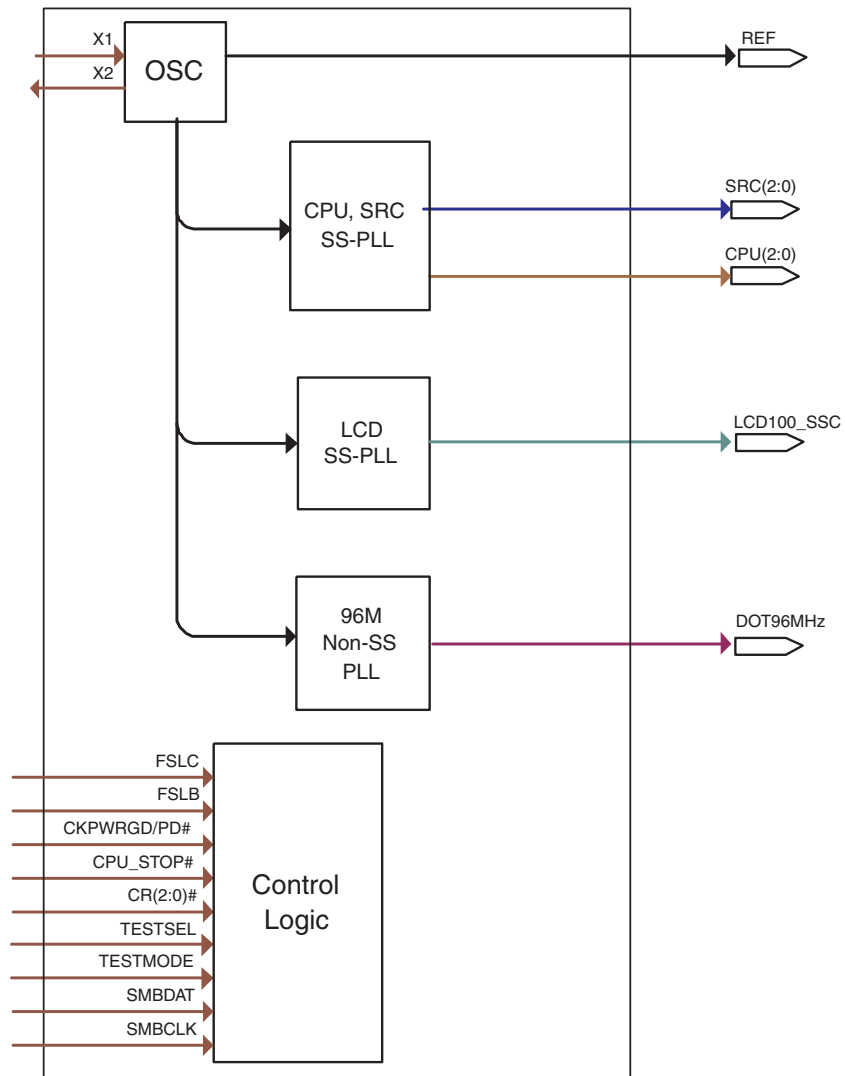 X1
X2
OSC
REF
CPU, SRC
SS-PLL
SRC(2:0)
CPU(2:0)
LCD
SS-PLL
LCD100_SSC
96M
Non-SS
PLL
DOT96MHz
FSLC
FSLB
CKPWRGD/PD#
CPU_STOP#
CR(2:0)#
TESTSEL
TESTMODE
SMBDAT
SMBCLK
Control
Logic